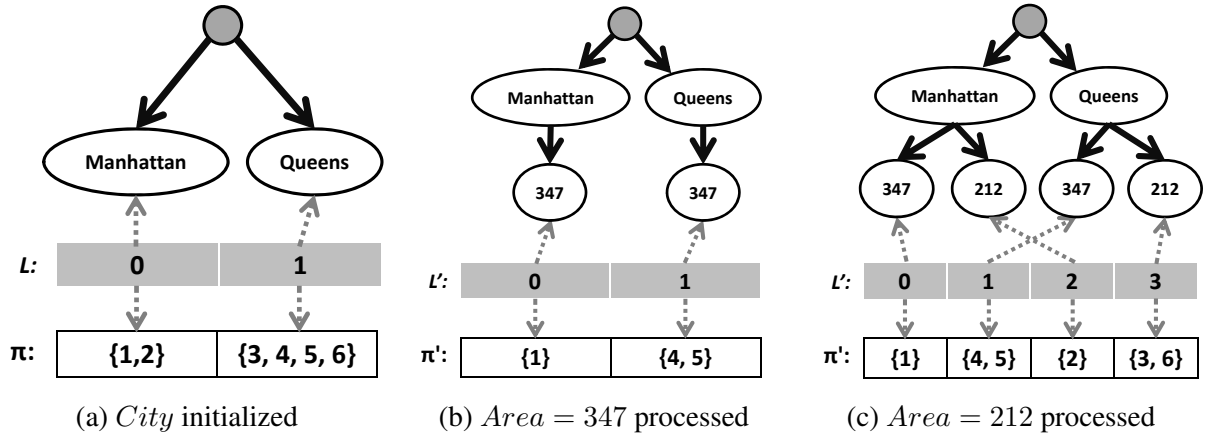 Manhattan Queens
L: 0 1
π: {1,2} {3, 4, 5, 6}
(a) City initialized
Manhattan Queens
347 347
L': 0 1
π': {1} {4, 5}
(b) Area = 347 processed
Manhattan Queens
347 212 347 212
L': 0 1 2 3
π': {1} {4, 5} {2} {3, 6}
(c) Area = 212 processed